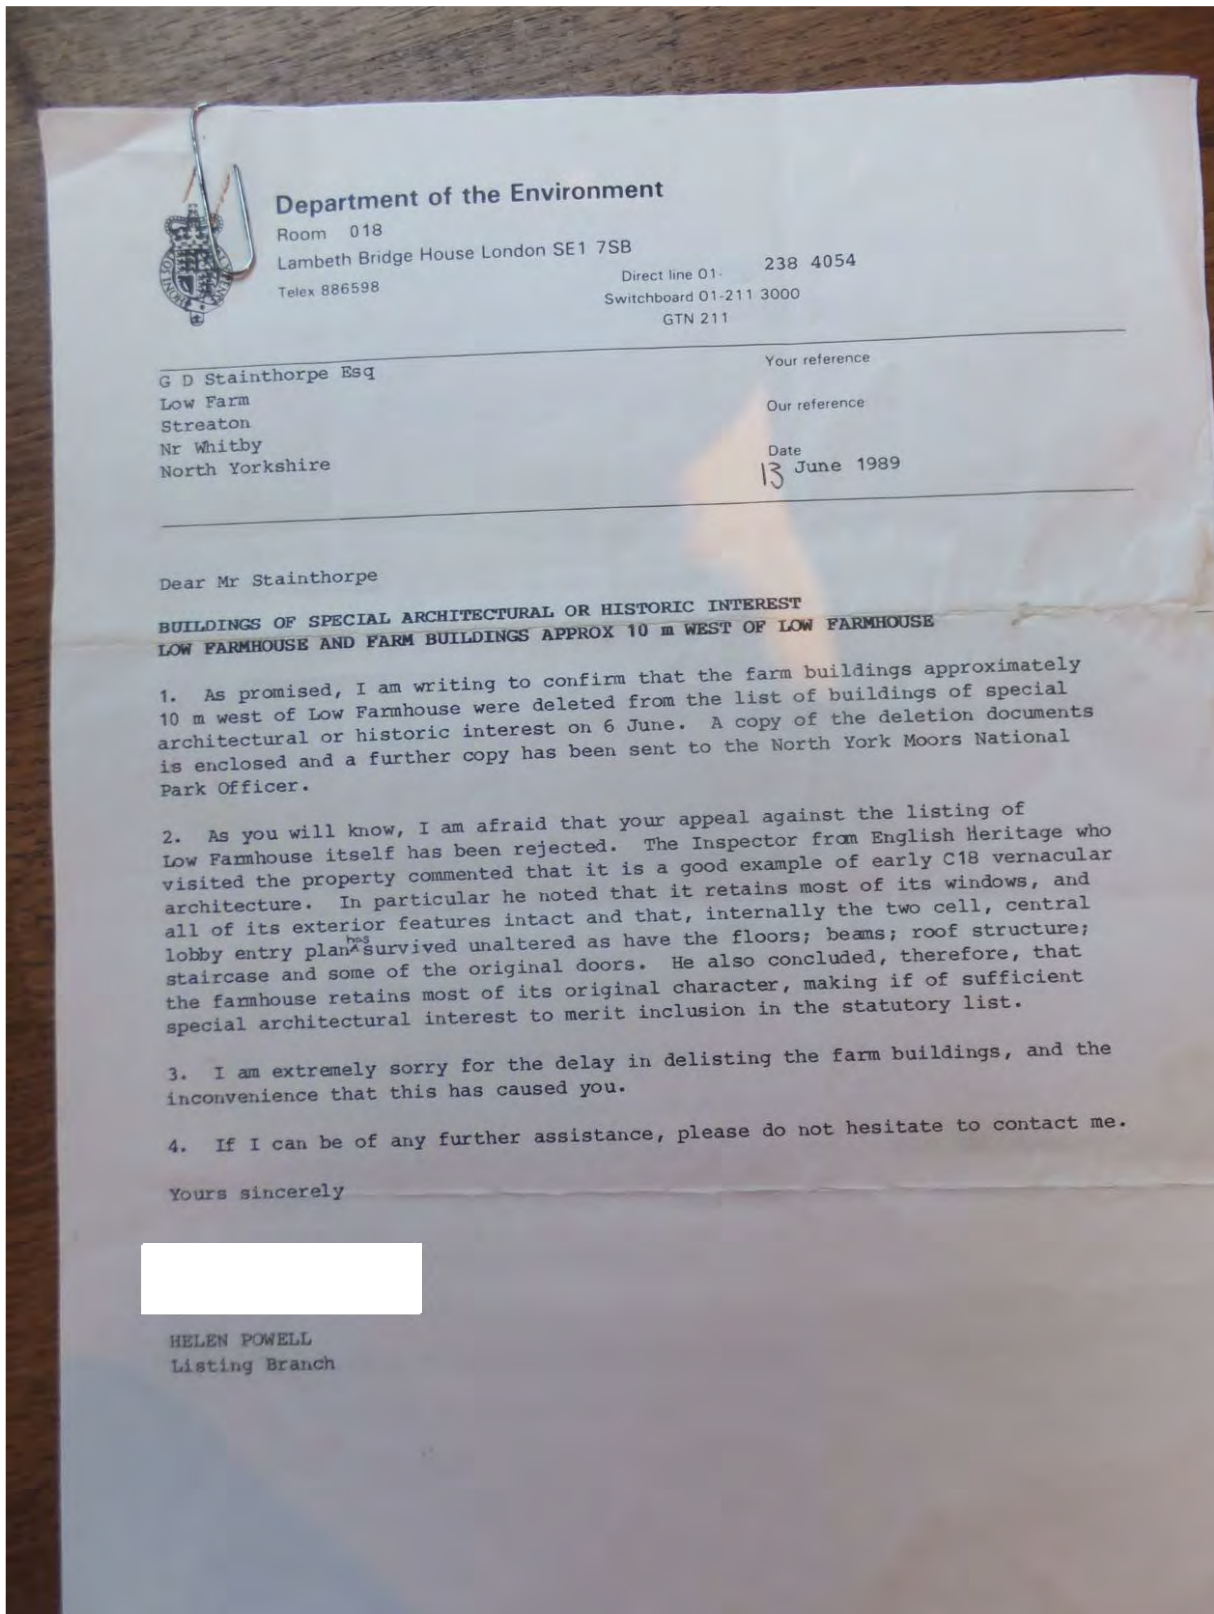 Department of the Environment
Room 018
Lambeth Bridge House London SE1 7SB
Telex 886598
Direct line 01- 238 4054
Switchboard 01-211 3000
GTN 211
G D Stainthorpe Esq
Low Farm
Streaton
Nr Whitby
North Yorkshire
Your reference
Our reference
Date
13 June 1989
Dear Mr Stainthorpe
BUILDINGS OF SPECIAL ARCHITECTURAL OR HISTORIC INTEREST
LOW FARMHOUSE AND FARM BUILDINGS APPROX 10 m WEST OF LOW FARMHOUSE
1. As promised, I am writing to confirm that the farm buildings approximately
10 m west of Low Farmhouse were deleted from the list of buildings of special
architectural or historic interest on 6 June. A copy of the deletion documents
is enclosed and a further copy has been sent to the North York Moors National
Park Officer.
2. As you will know, I am afraid that your appeal against the listing of
Low Farmhouse itself has been rejected. The Inspector from English Heritage who
visited the property commented that it is a good example of early C18 vernacular
architecture. In particular he noted that it retains most of its windows, and
all of its exterior features intact and that, internally the two cell, central
lobby entry plan has survived unaltered as have the floors; beams; roof structure;
staircase and some of the original doors. He also concluded, therefore, that
the farmhouse retains most of its original character, making if of sufficient
special architectural interest to merit inclusion in the statutory list.
3. I am extremely sorry for the delay in delisting the farm buildings, and the
inconvenience that this has caused you.
4. If I can be of any further assistance, please do not hesitate to contact me.
Yours sincerely
HELEN POWELL
Listing Branch